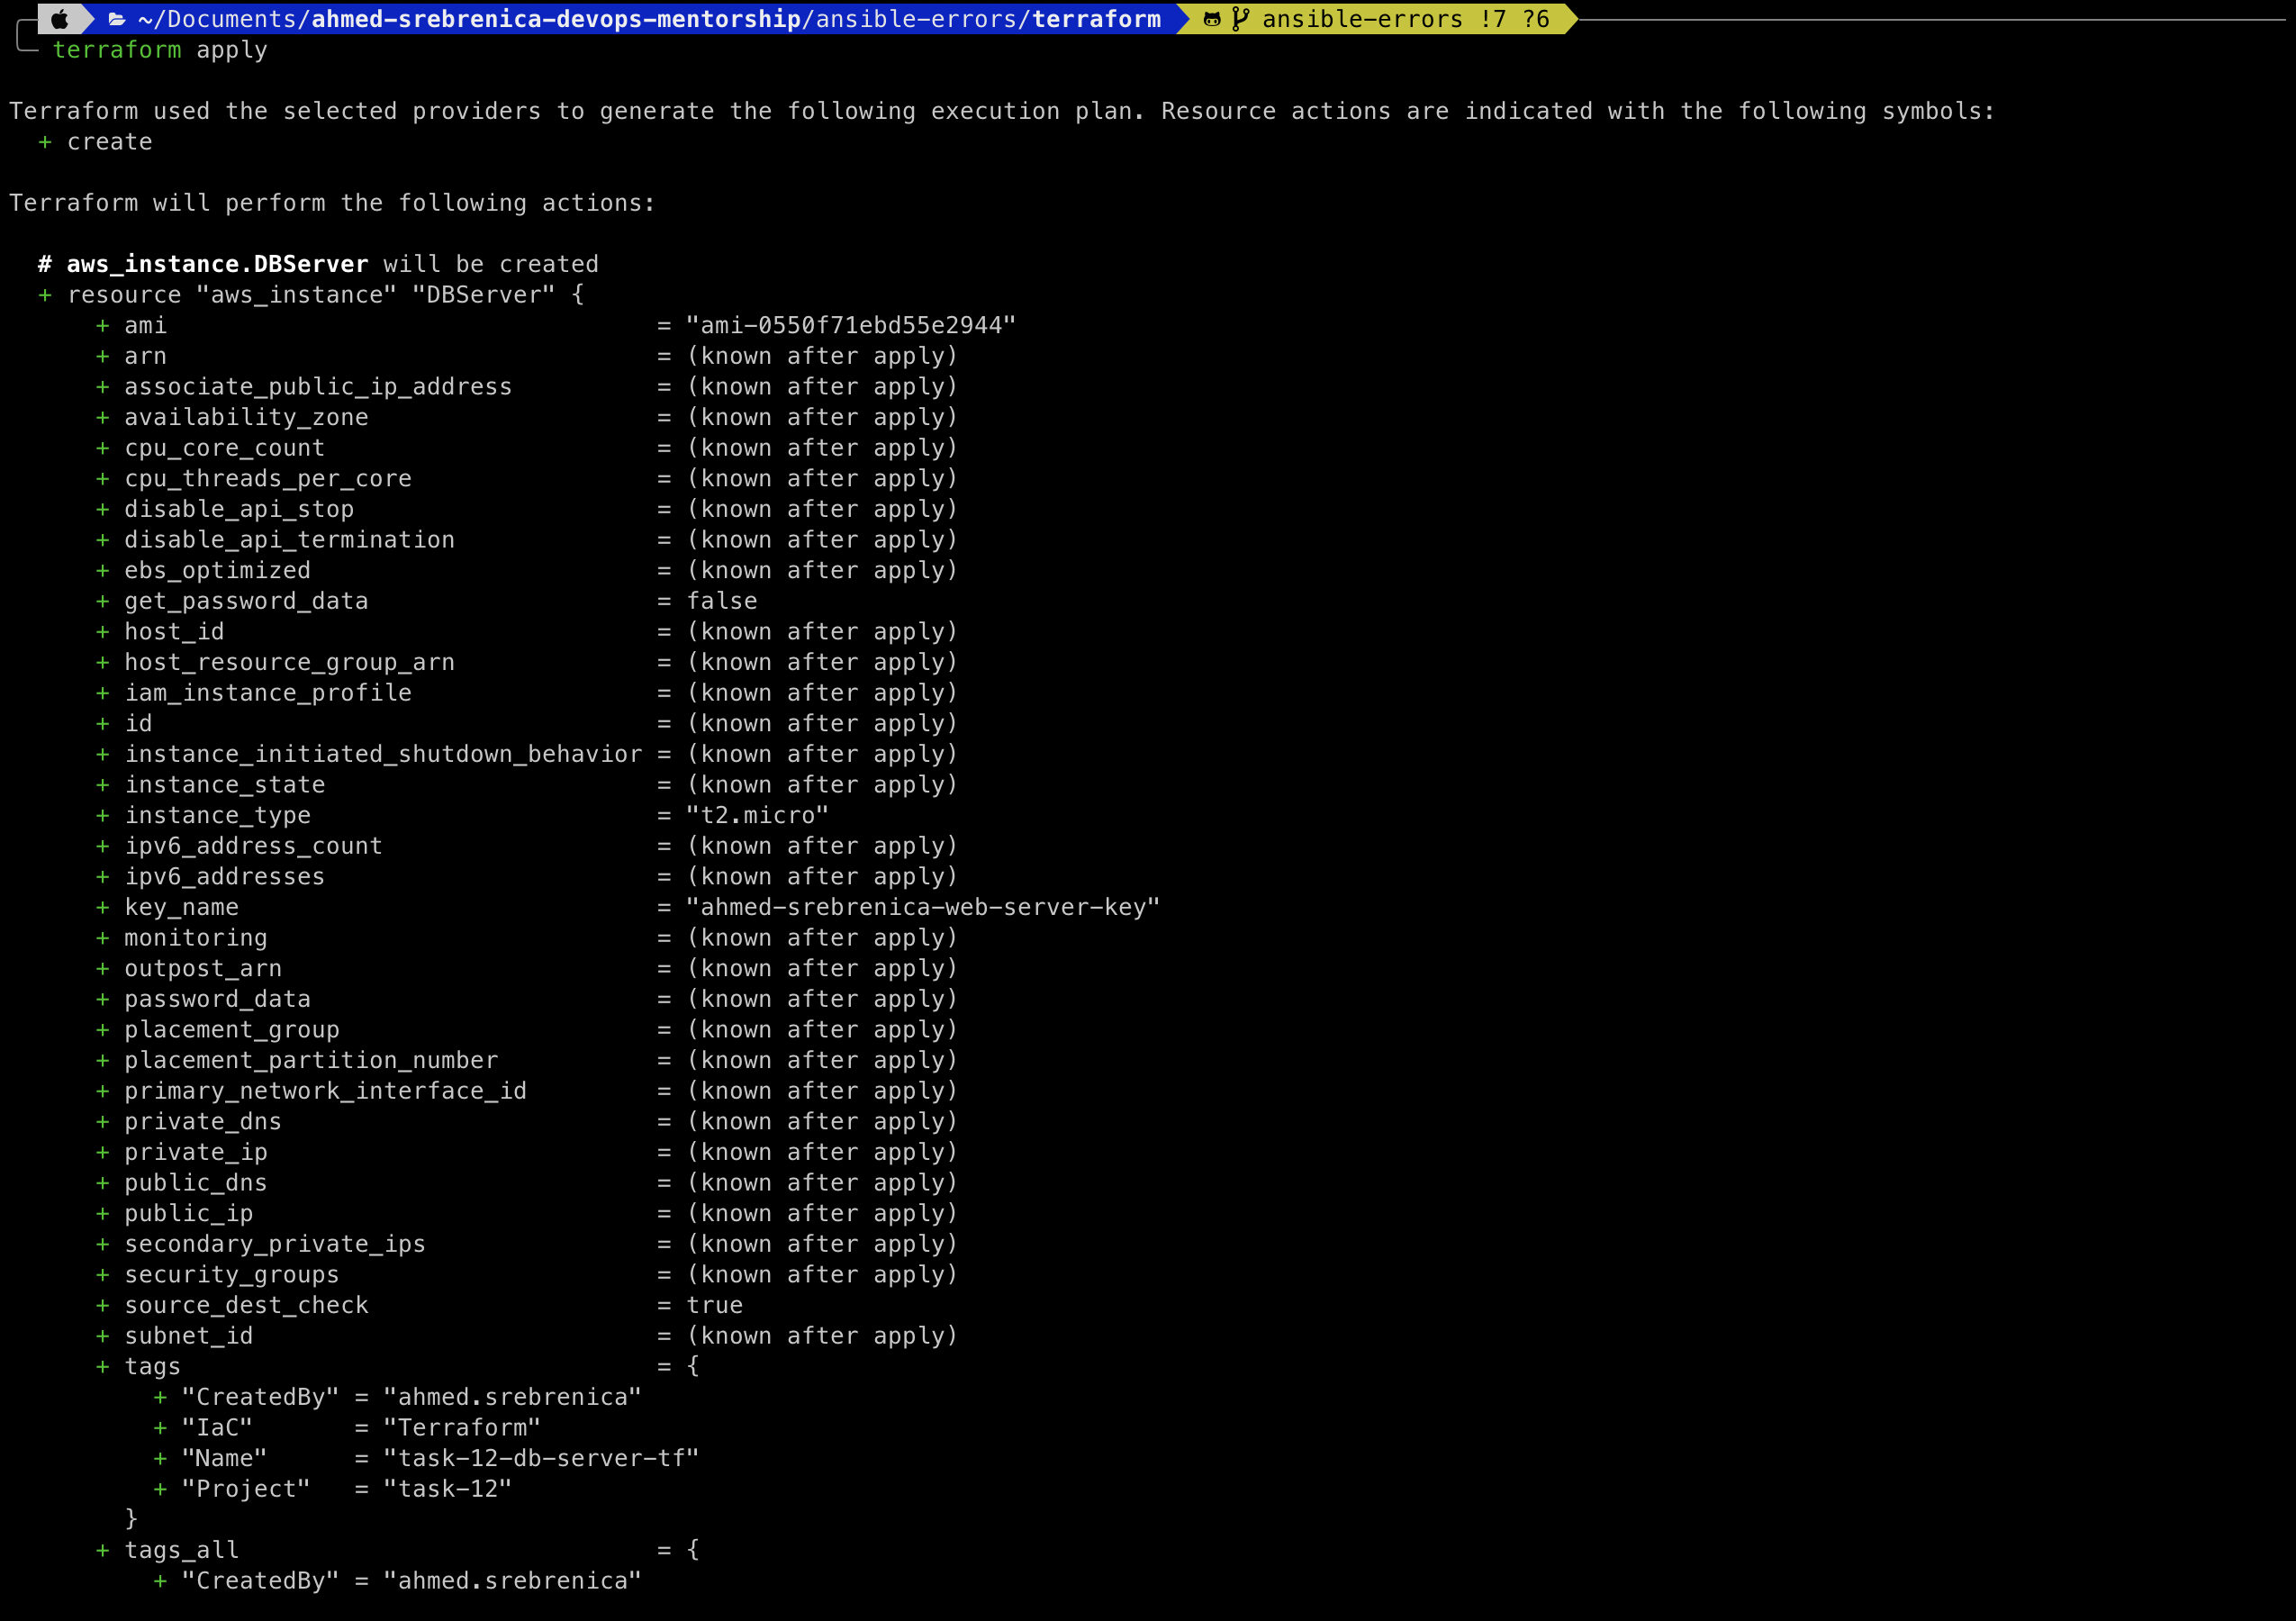 ~/Documents/ahmed-srebrenica-devops-mentorship/ansible-errors/terraform ansible-errors !7 ?6
terraform apply
Terraform used the selected providers to generate the following execution plan. Resource actions are indicated with the following symbols:
+ create
Terraform will perform the following actions:
# aws_instance.DBServer will be created
+ resource "aws_instance" "DBServer" {
+ ami = "ami-0550f71ebd55e2944"
+ arn = (known after apply)
+ associate_public_ip_address = (known after apply)
+ availability_zone = (known after apply)
+ cpu_core_count = (known after apply)
+ cpu_threads_per_core = (known after apply)
+ disable_api_stop = (known after apply)
+ disable_api_termination = (known after apply)
+ ebs_optimized = (known after apply)
+ get_password_data = false
+ host_id = (known after apply)
+ host_resource_group_arn = (known after apply)
+ iam_instance_profile = (known after apply)
+ id = (known after apply)
+ instance_initiated_shutdown_behavior = (known after apply)
+ instance_state = (known after apply)
+ instance_type = "t2.micro"
+ ipv6_address_count = (known after apply)
+ ipv6_addresses = (known after apply)
+ key_name = "ahmed-srebrenica-web-server-key"
+ monitoring = (known after apply)
+ outpost_arn = (known after apply)
+ password_data = (known after apply)
+ placement_group = (known after apply)
+ placement_partition_number = (known after apply)
+ primary_network_interface_id = (known after apply)
+ private_dns = (known after apply)
+ private_ip = (known after apply)
+ public_dns = (known after apply)
+ public_ip = (known after apply)
+ secondary_private_ips = (known after apply)
+ security_groups = (known after apply)
+ source_dest_check = true
+ subnet_id = (known after apply)
+ tags = {
+ "CreatedBy" = "ahmed.srebrenica"
+ "IaC" = "Terraform"
+ "Name" = "task-12-db-server-tf"
+ "Project" = "task-12"
}
+ tags_all = {
+ "CreatedBy" = "ahmed.srebrenica"